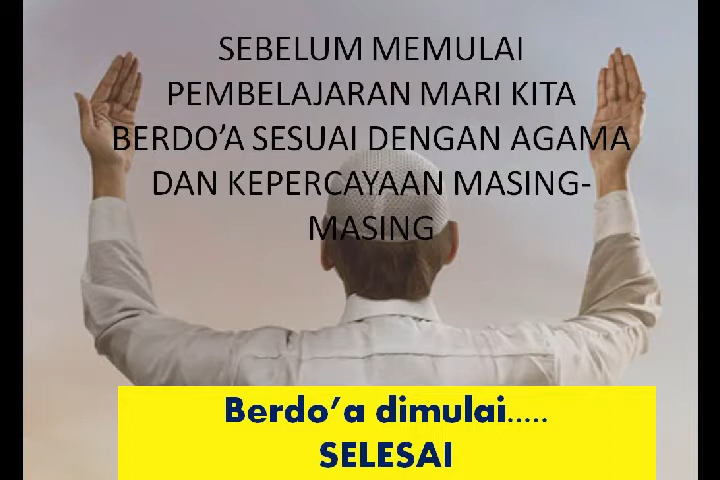 SEBELUM MEMULAI
PEMBELAJARAN MARI KITA
BERDO’A SESUAI DENGAN AGAMA
DAN KEPERCAYAAN MASING-
MASING
Berdo’a dimulai.....
SELESAI